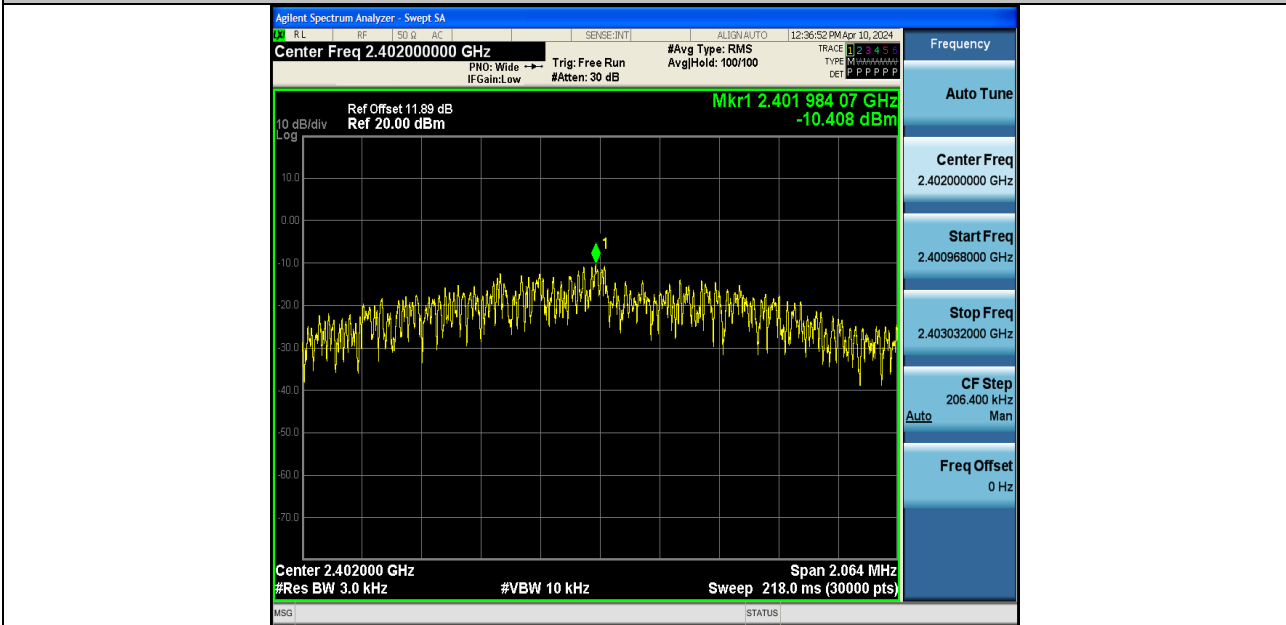 Agilent Spectrum Analyzer - Swept SA
RL RF 50 Ω AC SENSE:INT ALIGN AUTO 12:36:52 PM Apr 10, 2024
Center Freq 2.402000000 GHz
PNO: Wide
IFGain:Low
Trig: Free Run
#Atten: 30 dB
#Avg Type: RMS
Avg|Hold: 100/100
TRACE 1 2 3 4 5 6
TYPE M
DET P P P P P P
Mkr1 2.401 984 07 GHz
-10.408 dBm
Ref Offset 11.89 dB
10 dB/div Ref 20.00 dBm
Log
10.0
0.00
-10.0
-20.0
-30.0
-40.0
-50.0
-60.0
-70.0
1
Center 2.402000 GHz Span 2.064 MHz
#Res BW 3.0 kHz #VBW 10 kHz Sweep 218.0 ms (30000 pts)
MSG STATUS
Frequency
Auto Tune
Center Freq
2.402000000 GHz
Start Freq
2.400968000 GHz
Stop Freq
2.403032000 GHz
CF Step
206.400 kHz
Auto Man
Freq Offset
0 Hz